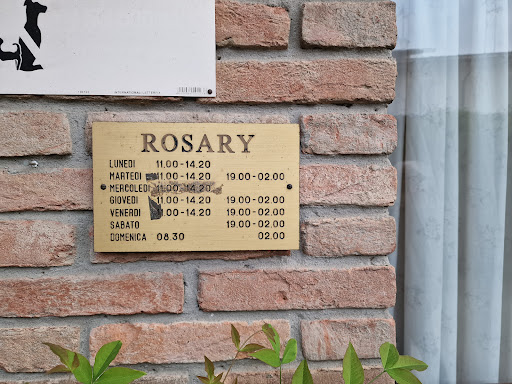 ROSARY
LUNEDI 11.00-14.20
MARTEDI 11.00-14.20 19.00-02.00
MERCOLEDI 11.00-14.20
GIOVEDI 11.00-14.20 19.00-02.00
VENERDI 11.00-14.20 19.00-02.00
SABATO 19.00-02.00
DOMENICA 08.30 02.00